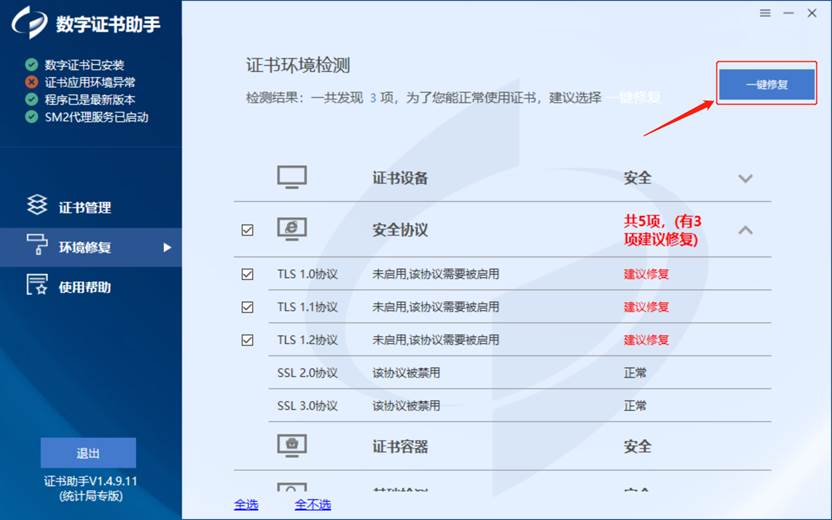 数字证书助手
数字证书已安装
证书应用环境异常
程序已是最新版本
SM2代理服务已启动
证书管理
环境修复
使用帮助
退出
证书助手V1.4.9.11
(统计局专版)
证书环境检测
检测结果：一共发现 3 项，为了您能正常使用证书，建议选择 一键修复
一键修复
证书设备 安全
安全协议 共5项，(有3
项建议修复)
TLS 1.0协议 未启用,该协议需要被启用 建议修复
TLS 1.1协议 未启用,该协议需要被启用 建议修复
TLS 1.2协议 未启用,该协议需要被启用 建议修复
SSL 2.0协议 该协议被禁用 正常
SSL 3.0协议 该协议被禁用 正常
证书容器 安全
全选 全不选